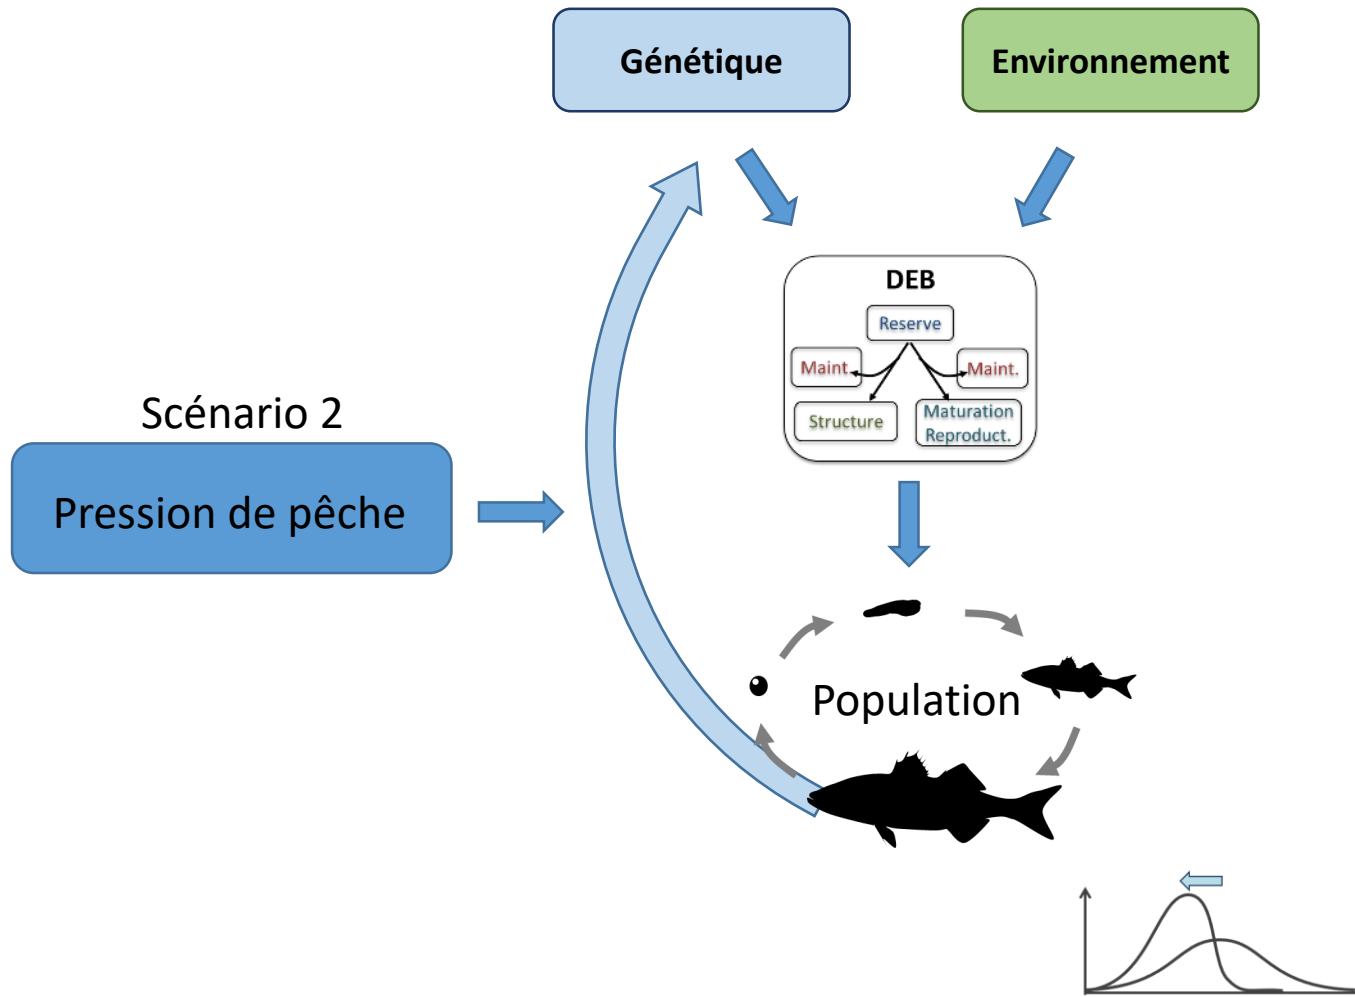 Génétique
Environnement
DEB
Reserve
Maint.
Maint.
Structure
Maturation
Reproduct.
Scénario 2
Pression de pêche
Population